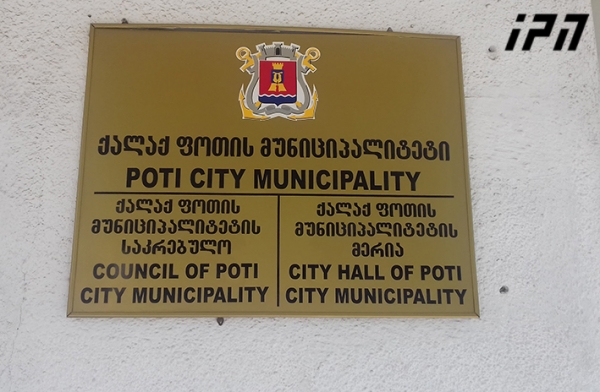 IPN
ქალაქ ფოთის მუნიციპალიტეტი
POTI CITY MUNICIPALITY
ქალაქ ფოთის
მუნიციპალიტეტის
საკრებულო
COUNCIL OF POTI
CITY MUNICIPALITY
ქალაქ ფოთის
მუნიციპალიტეტის
მერია
CITY HALL OF POTI
CITY MUNICIPALITY